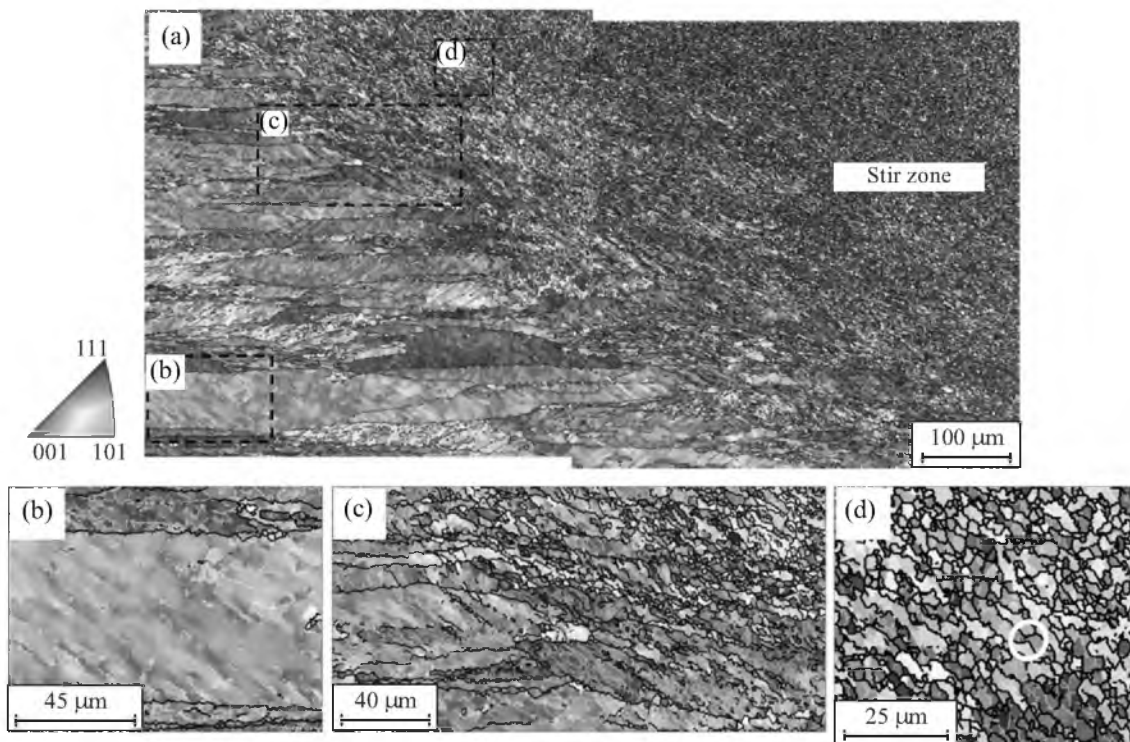 (a)
(d)
(c)
Stir zone
111
(b)
001 101
100 μm
(b)
(c)
(d)
45 μm
40 μm
25 μm